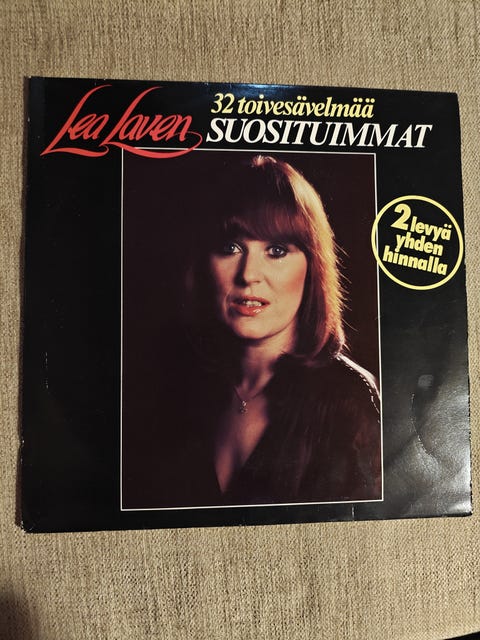 Lea Laven
32 toivesävelmää
SUOSITUIMMAT
2 levyä
yhden
hinnalla